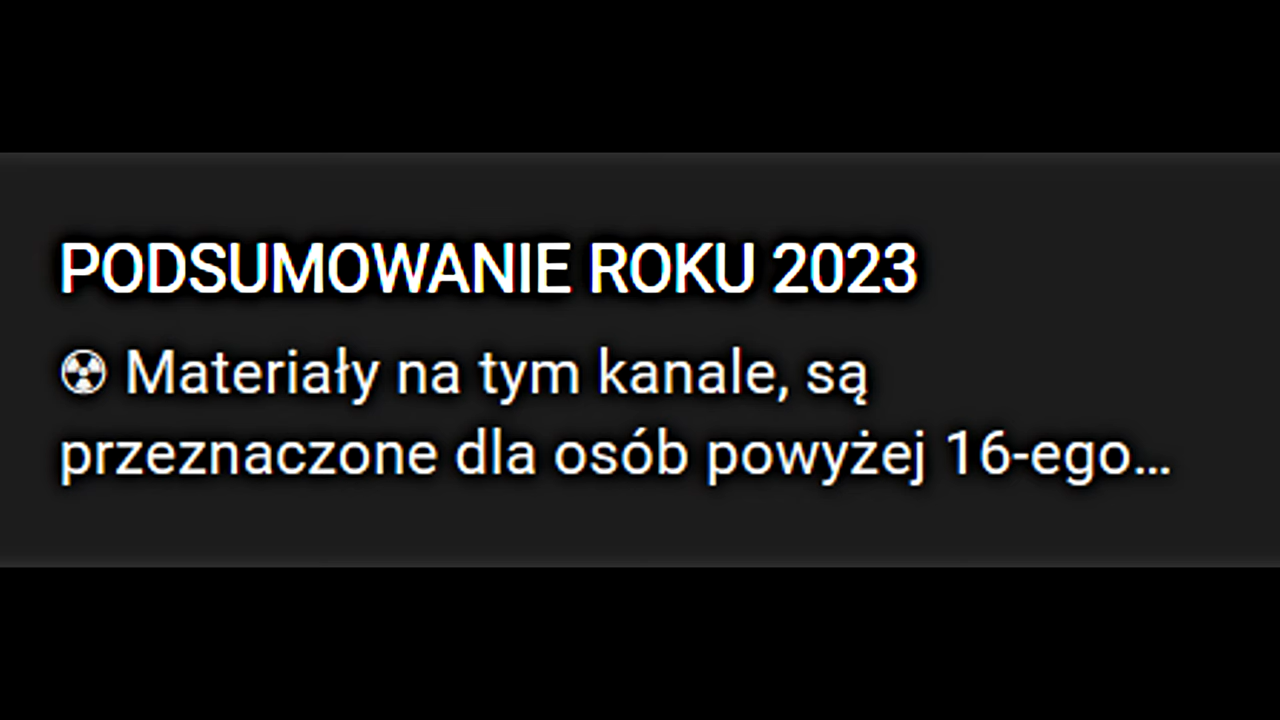 PODSUMOWANIE ROKU 2023
☢ Materiały na tym kanale, są
przeznaczone dla osób powyżej 16-ego...